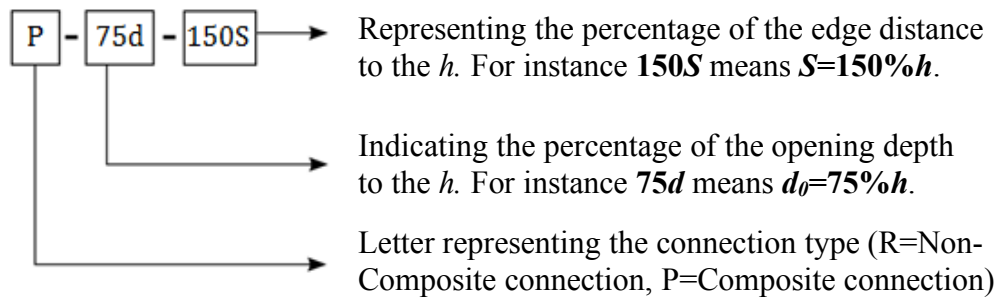 P - 75d - 150S
Representing the percentage of the edge distance
to the h. For instance 150S means S=150%h.
Indicating the percentage of the opening depth
to the h. For instance 75d means d0=75%h.
Letter representing the connection type (R=Non-
Composite connection, P=Composite connection)